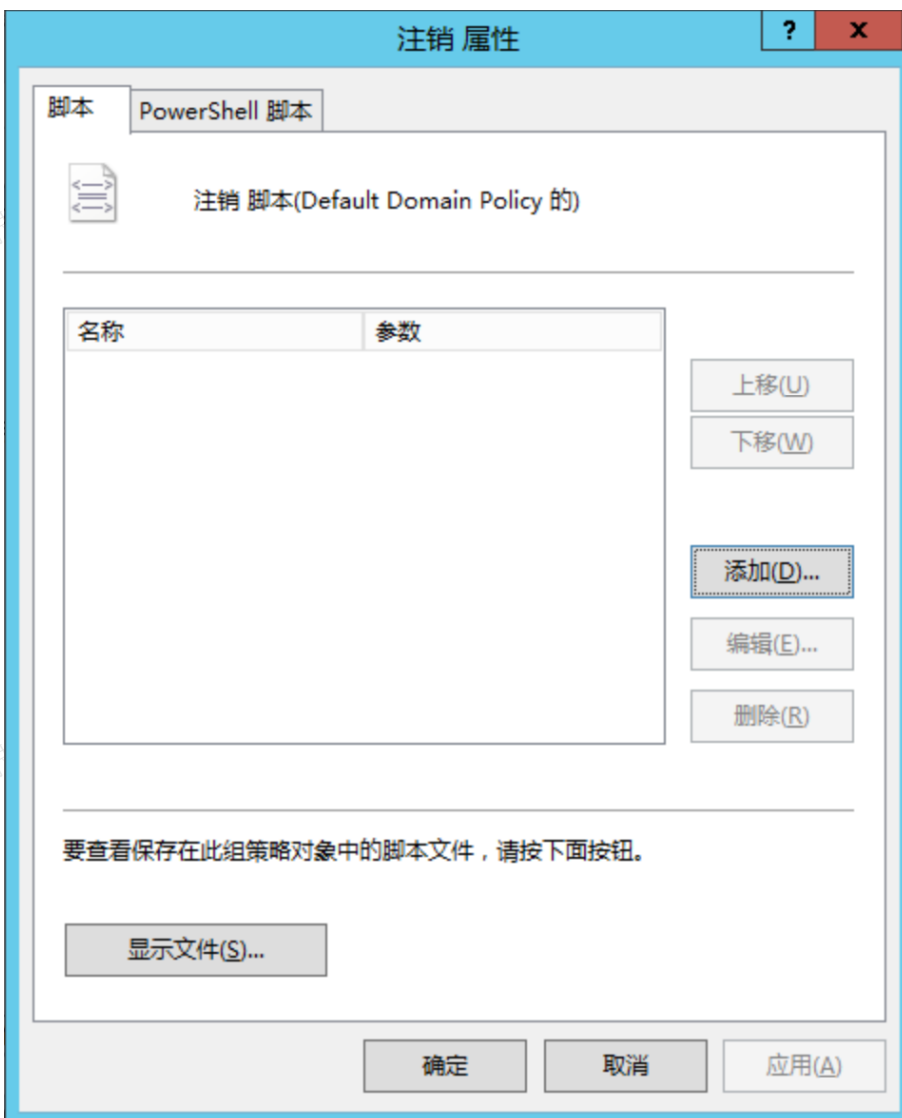 注销 属性
?
x
脚本
PowerShell 脚本
注销 脚本(Default Domain Policy 的)
名称
参数
上移(U)
下移(W)
添加(D)...
编辑(E)...
删除(R)
要查看保存在此组策略对象中的脚本文件，请按下面按钮。
显示文件(S)...
确定
取消
应用(A)